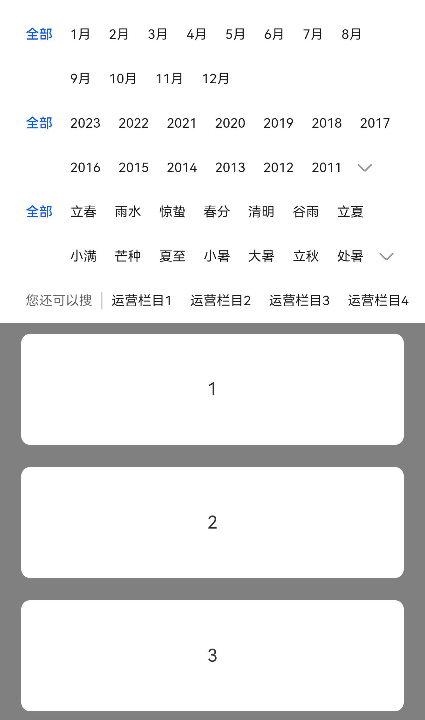 全部 1月 2月 3月 4月 5月 6月 7月 8月
9月 10月 11月 12月
全部 2023 2022 2021 2020 2019 2018 2017
2016 2015 2014 2013 2012 2011
全部 立春 雨水 惊蛰 春分 清明 谷雨 立夏
小满 芒种 夏至 小暑 大暑 立秋 处暑
您还可以搜 运营栏目1 运营栏目2 运营栏目3 运营栏目4
1
2
3